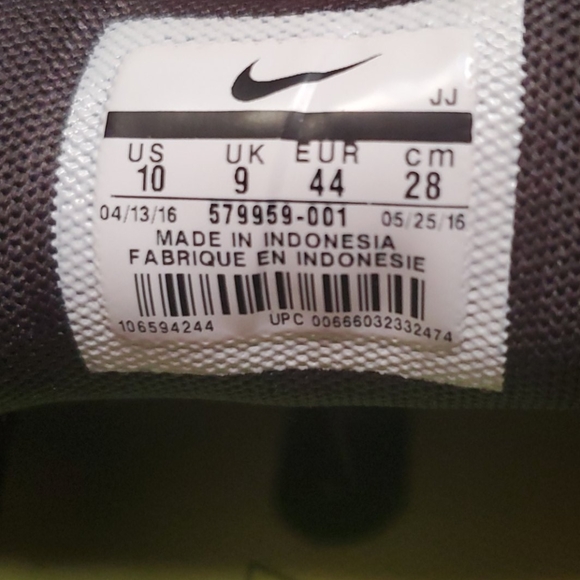 JJ
US UK EUR cm
10 9 44 28
04/13/16 579959-001 05/25/16
MADE IN INDONESIA
FABRIQUE EN INDONESIE
106594244 UPC 00666032332474